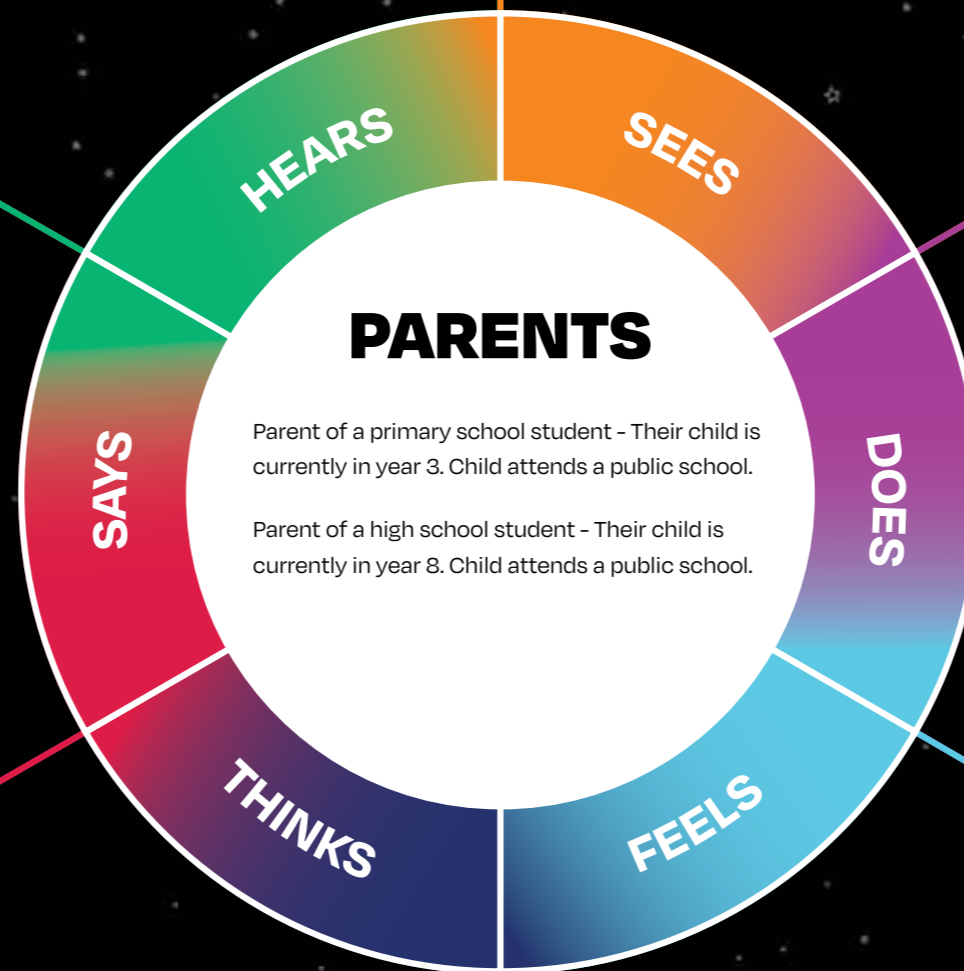 HEARS
SEES
PARENTS
Parent of a primary school student - Their child is
currently in year 3. Child attends a public school.
Parent of a high school student - Their child is
currently in year 8. Child attends a public school.
SAYS
DOES
THINKS
FEELS